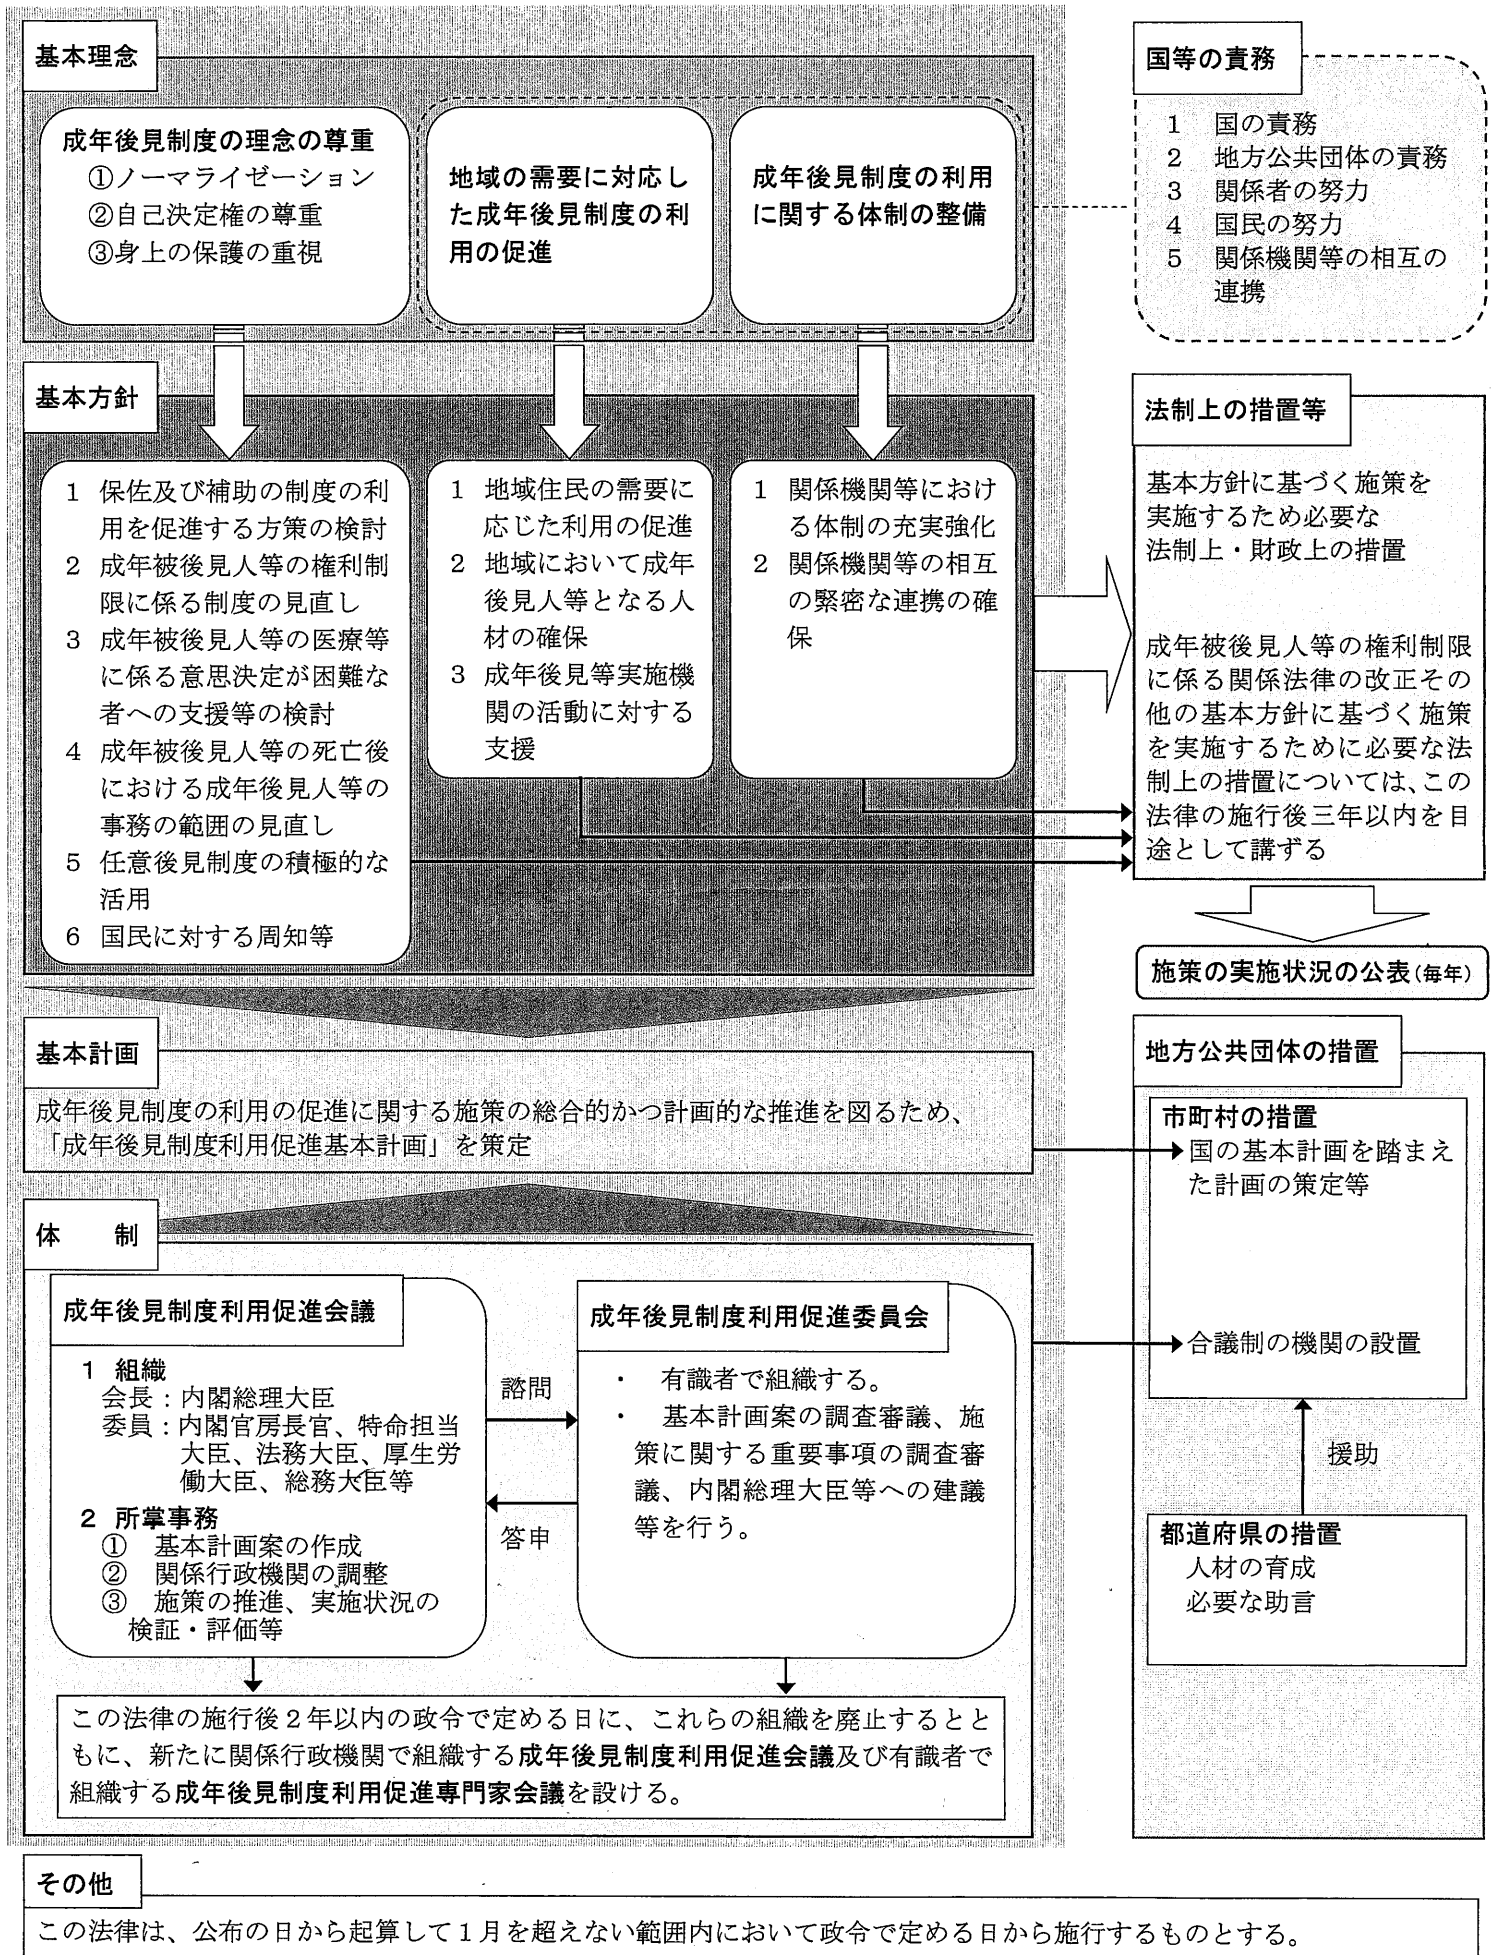 基本理念
成年後見制度の理念の尊重
①ノーマライゼーション
②自己決定権の尊重
③身上の保護の重視
地域の需要に対応し
た成年後見制度の利
用の促進
成年後見制度の利用
に関する体制の整備
国等の責務
1 国の責務
2 地方公共団体の責務
3 関係者の努力
4 国民の努力
5 関係機関等の相互の
連携
基本方針
1 保佐及び補助の制度の利
用を促進する方策の検討
2 成年被後見人等の権利制
限に係る制度の見直し
3 成年被後見人等の医療等
に係る意思決定が困難な
者への支援等の検討
4 成年被後見人等の死亡後
における成年後見人等の
事務の範囲の見直し
5 任意後見制度の積極的な
活用
6 国民に対する周知等
1 地域住民の需要に
応じた利用の促進
2 地域において成年
後見人等となる人
材の確保
3 成年後見等実施機
関の活動に対する
支援
1 関係機関等におけ
る体制の充実強化
2 関係機関等の相互
の緊密な連携の確
保
法制上の措置等
基本方針に基づく施策を
実施するため必要な
法制上・財政上の措置
成年被後見人等の権利制限
に係る関係法律の改正その
他の基本方針に基づく施策
を実施するために必要な法
制上の措置については、この
法律の施行後三年以内を目
途として講ずる
施策の実施状況の公表(毎年)
基本計画
成年後見制度の利用の促進に関する施策の総合的かつ計画的な推進を図るため、
「成年後見制度利用促進基本計画」を策定
地方公共団体の措置
市町村の措置
国の基本計画を踏まえ
た計画の策定等
合議制の機関の設置
援助
都道府県の措置
人材の育成
必要な助言
体 制
成年後見制度利用促進会議
1 組織
会長：内閣総理大臣
委員：内閣官房長官、特命担当
大臣、法務大臣、厚生労
働大臣、総務大臣等
2 所掌事務
① 基本計画案の作成
② 関係行政機関の調整
③ 施策の推進、実施状況の
検証・評価等
諮問
答申
成年後見制度利用促進委員会
・ 有識者で組織する。
・ 基本計画案の調査審議、施
策に関する重要事項の調査審
議、内閣総理大臣等への建議
等を行う。
この法律の施行後２年以内の政令で定める日に、これらの組織を廃止するとと
もに、新たに関係行政機関で組織する成年後見制度利用促進会議及び有識者で
組織する成年後見制度利用促進専門家会議を設ける。
その他
この法律は、公布の日から起算して１月を超えない範囲内において政令で定める日から施行するものとする。